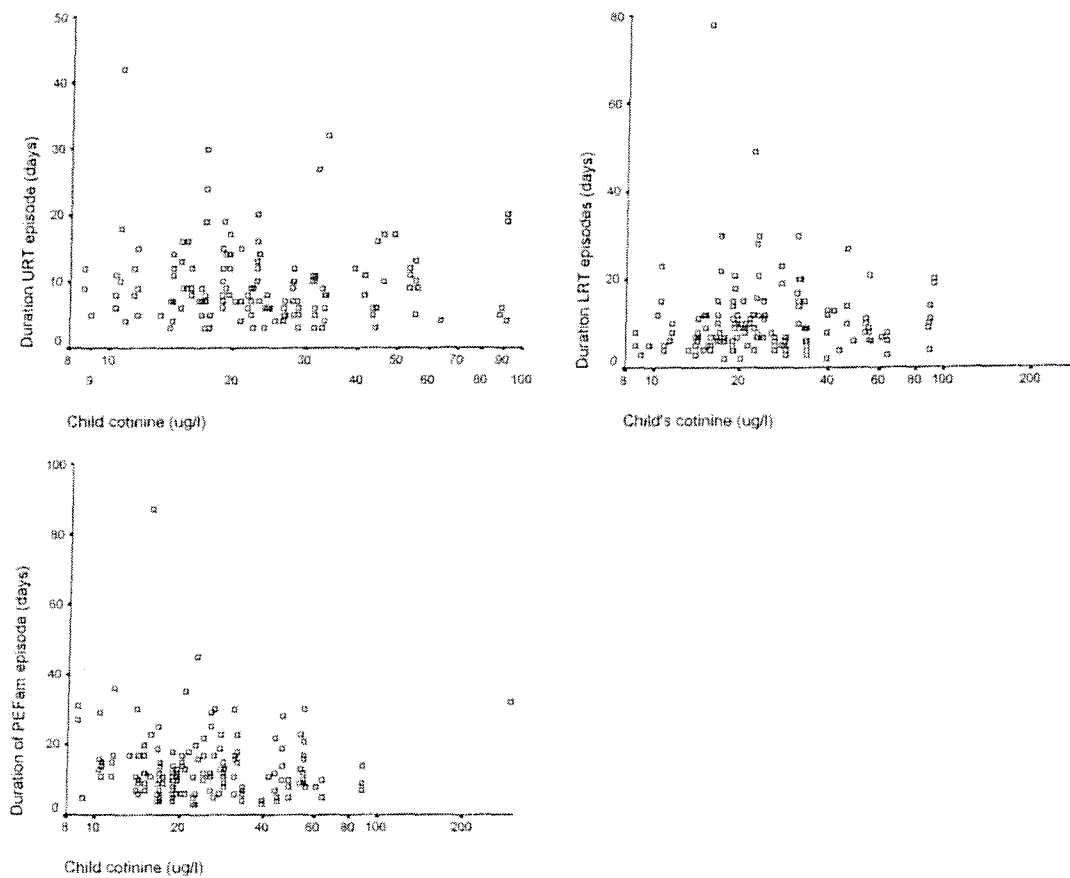 50
40
30
20
10
0
Duration URT episode (days)
8 10 20 30 40 50 60 70 80 90 100
9
Child cotinine (ug/l)
80
60
40
20
0
Duration LRT episodes (days)
8 10 20 40 60 80 100 200
Child's cotinine (ug/l)
100
80
60
40
20
0
Duration of PEFam episode (days)
8 10 20 40 60 80 100 200
Child cotinine (ug/l)